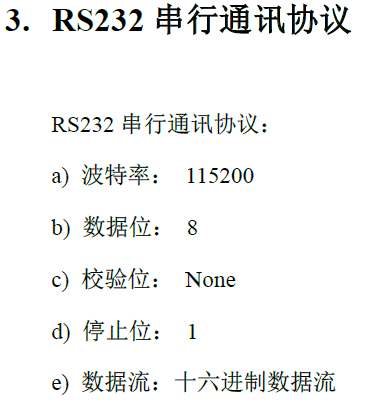 3. RS232 串行通讯协议
RS232 串行通讯协议：
a) 波特率： 115200
b) 数据位： 8
c) 校验位： None
d) 停止位： 1
e) 数据流：十六进制数据流